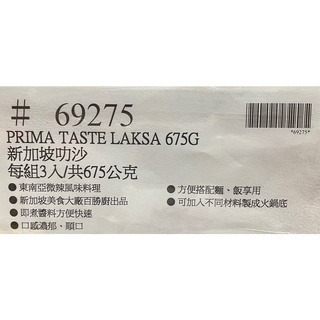 # 69275
*69275*
PRIMA TASTE LAKSA 675G
新加坡叻沙
每組3入/共675公克
●東南亞微辣風味料理
●新加坡美食大廠百勝廚出品
●即煮醬料方便快速
●口感濃郁、順口
●方便搭配麵、飯享用
●可加入不同材料製成火鍋底